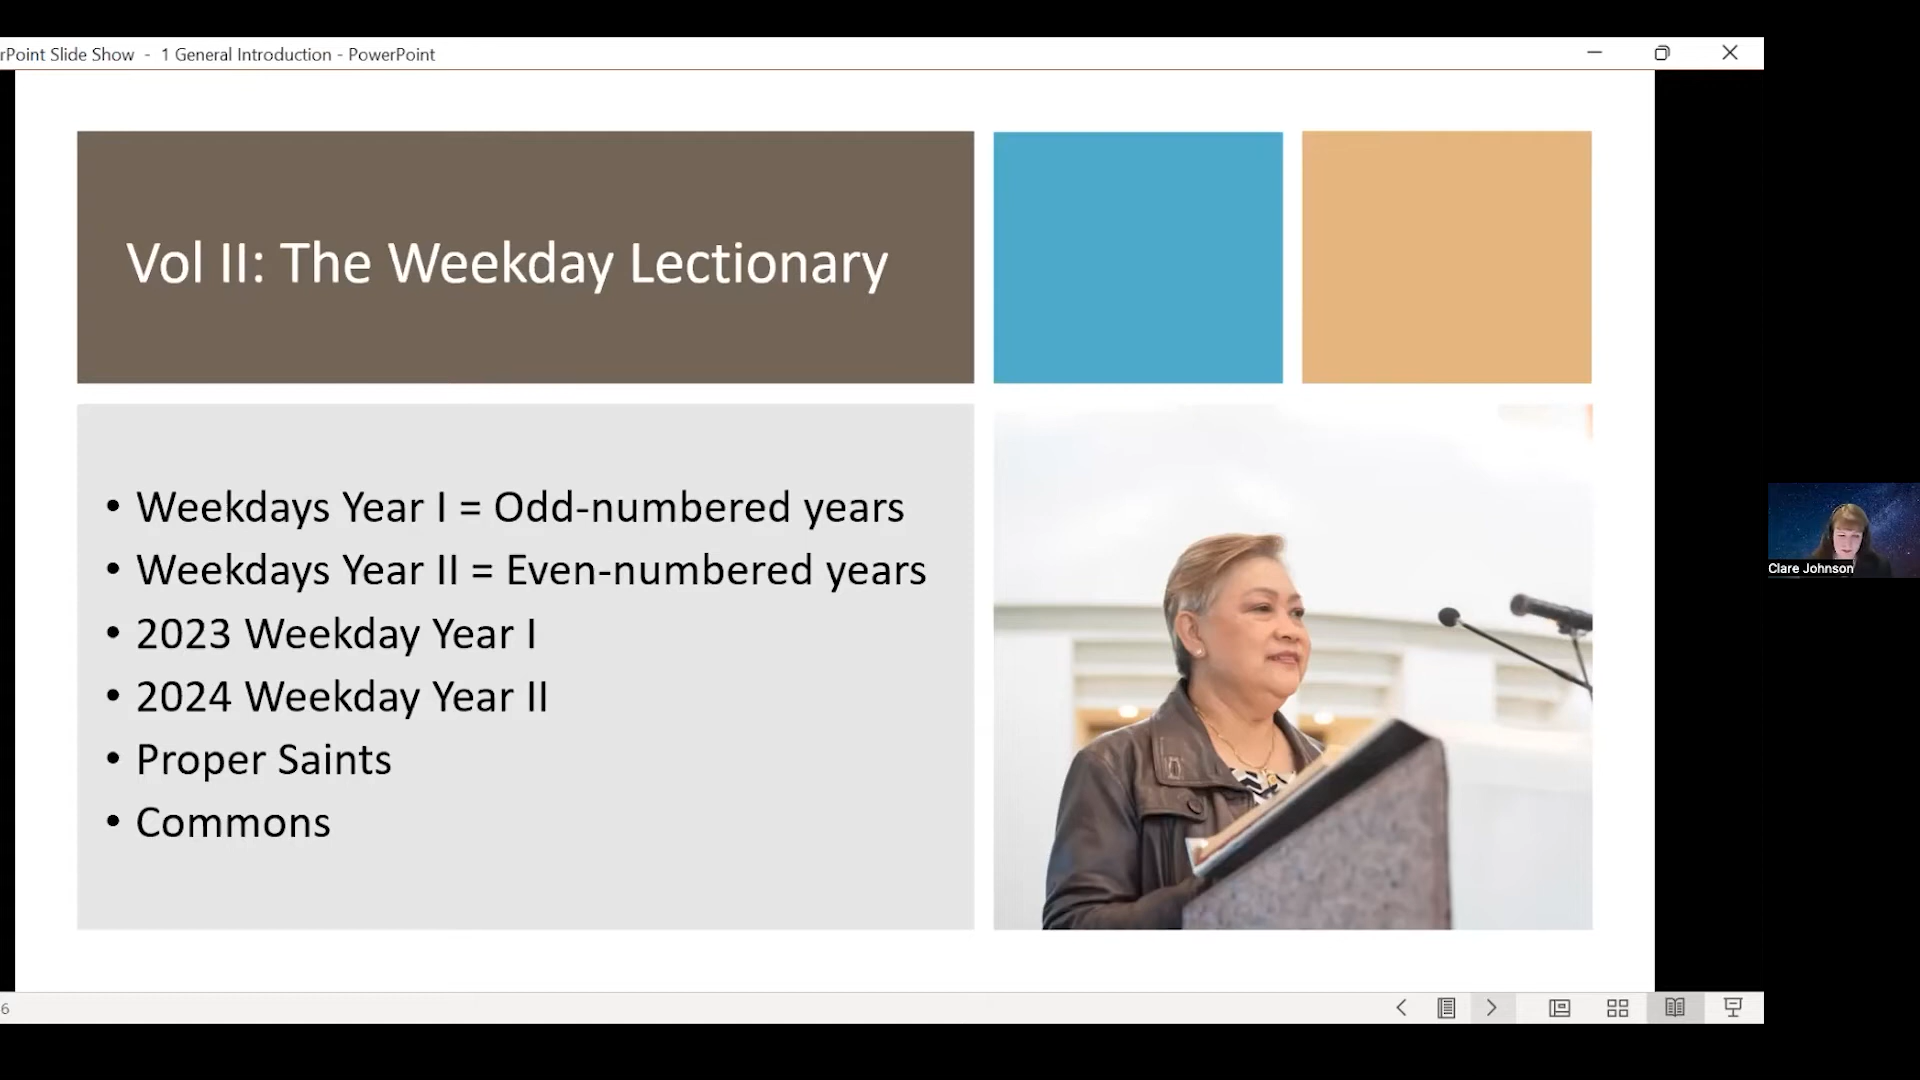 rPoint Slide Show - 1 General Introduction - PowerPoint
Vol II: The Weekday Lectionary
• Weekdays Year I = Odd-numbered years
• Weekdays Year II = Even-numbered years
• 2023 Weekday Year I
• 2024 Weekday Year II
• Proper Saints
• Commons
Clare Johnson
6